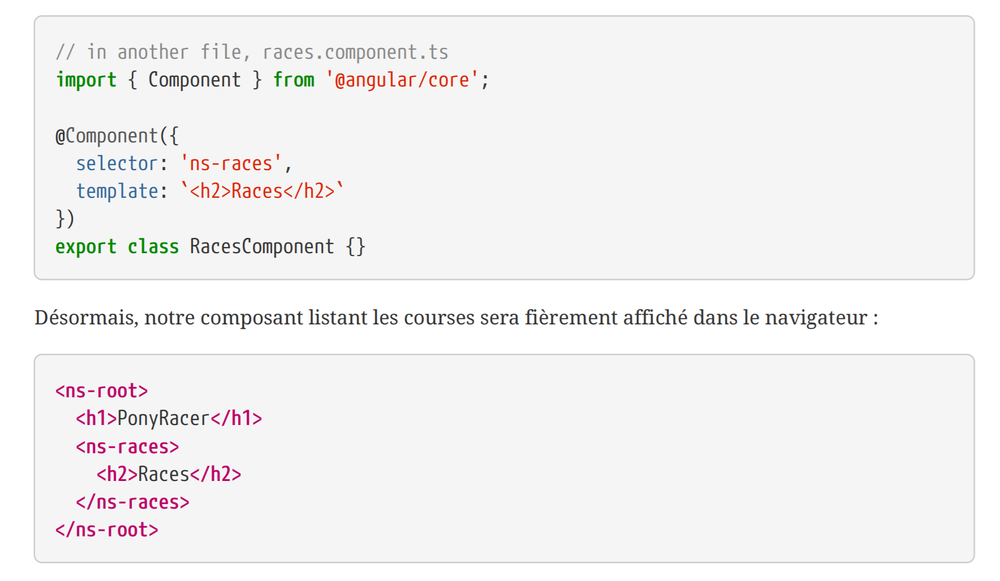 // in another file, races.component.ts
import { Component } from '@angular/core';
@Component({
  selector: 'ns-races',
  template: `<h2>Races</h2>`
})
export class RacesComponent {}
Désormais, notre composant listant les courses sera fièrement affiché dans le navigateur :
<ns-root>
  <h1>PonyRacer</h1>
  <ns-races>
    <h2>Races</h2>
  </ns-races>
</ns-root>